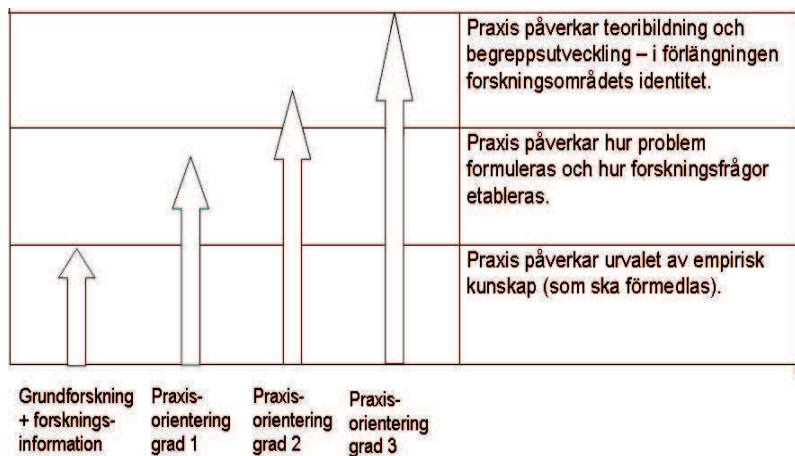 Praxis påverkar teoribildning och
begreppsutveckling – i förlängningen
forskningsområdets identitet.
Praxis påverkar hur problem
formuleras och hur forskningsfrågor
etableras.
Praxis påverkar urvalet av empirisk
kunskap (som ska förmedlas).
Grundforskning
+ forsknings-
information
Praxis-
orientering
grad 1
Praxis-
orientering
grad 2
Praxis-
orientering
grad 3